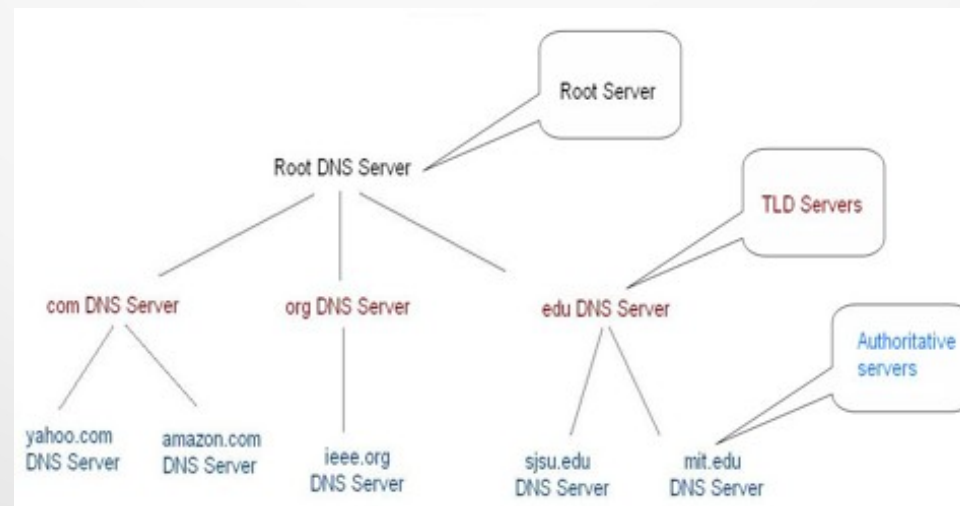 Root Server
Root DNS Server
TLD Servers
com DNS Server
org DNS Server
edu DNS Server
Authoritative
servers
yahoo.com
DNS Server
amazon.com
DNS Server
ieee.org
DNS Server
sjsu.edu
DNS Server
mit.edu
DNS Server